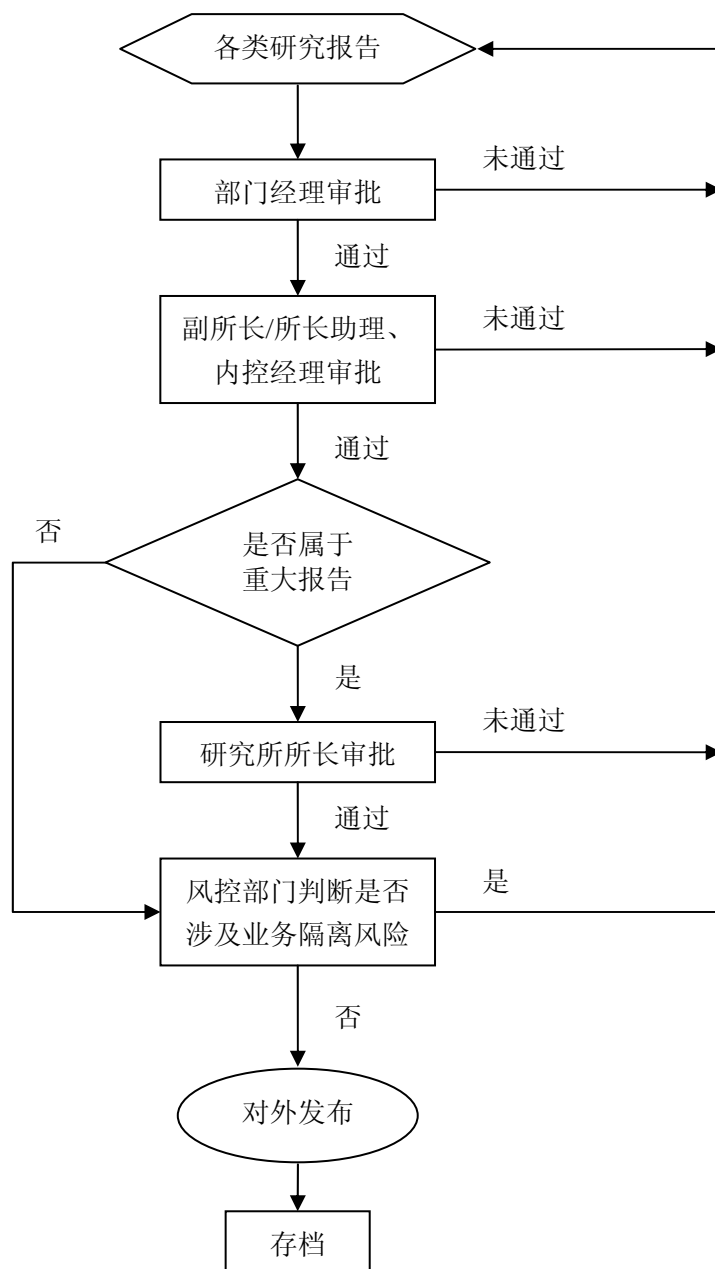 各类研究报告
未通过
部门经理审批
通过
副所长/所长助理、
内控经理审批
未通过
通过
否
是否属于
重大报告
是
未通过
研究所所长审批
通过
风控部门判断是否
涉及业务隔离风险
是
否
对外发布
存档